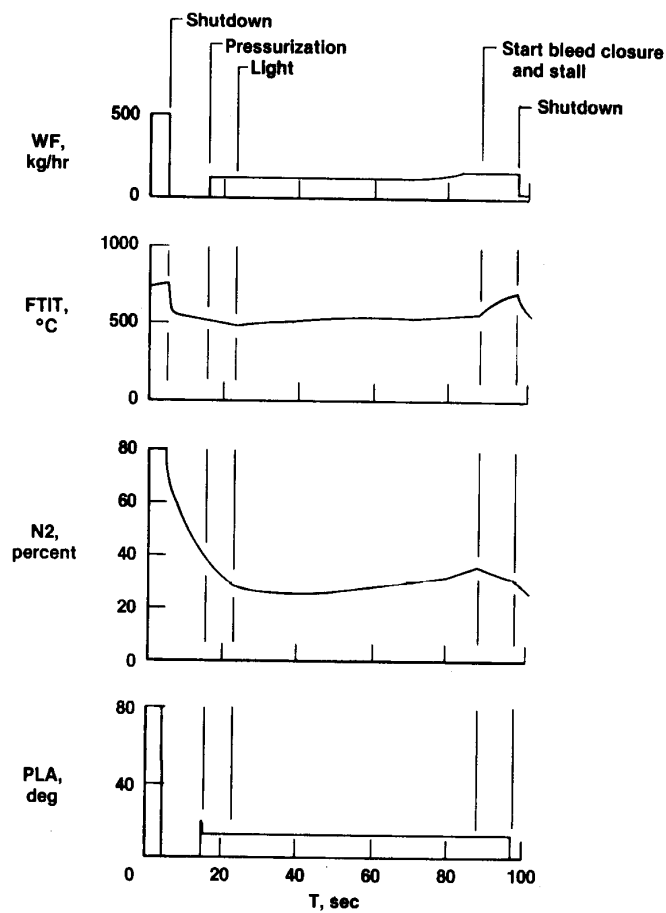 Shutdown
Pressurization
Light
Start bleed closure
and stall
Shutdown
500
WF,
kg/hr
0
1000
FTIT,
°C
500
0
80
60
N2,
percent
40
20
0
80
PLA,
deg
40
0 20 40 60 80 100
T, sec